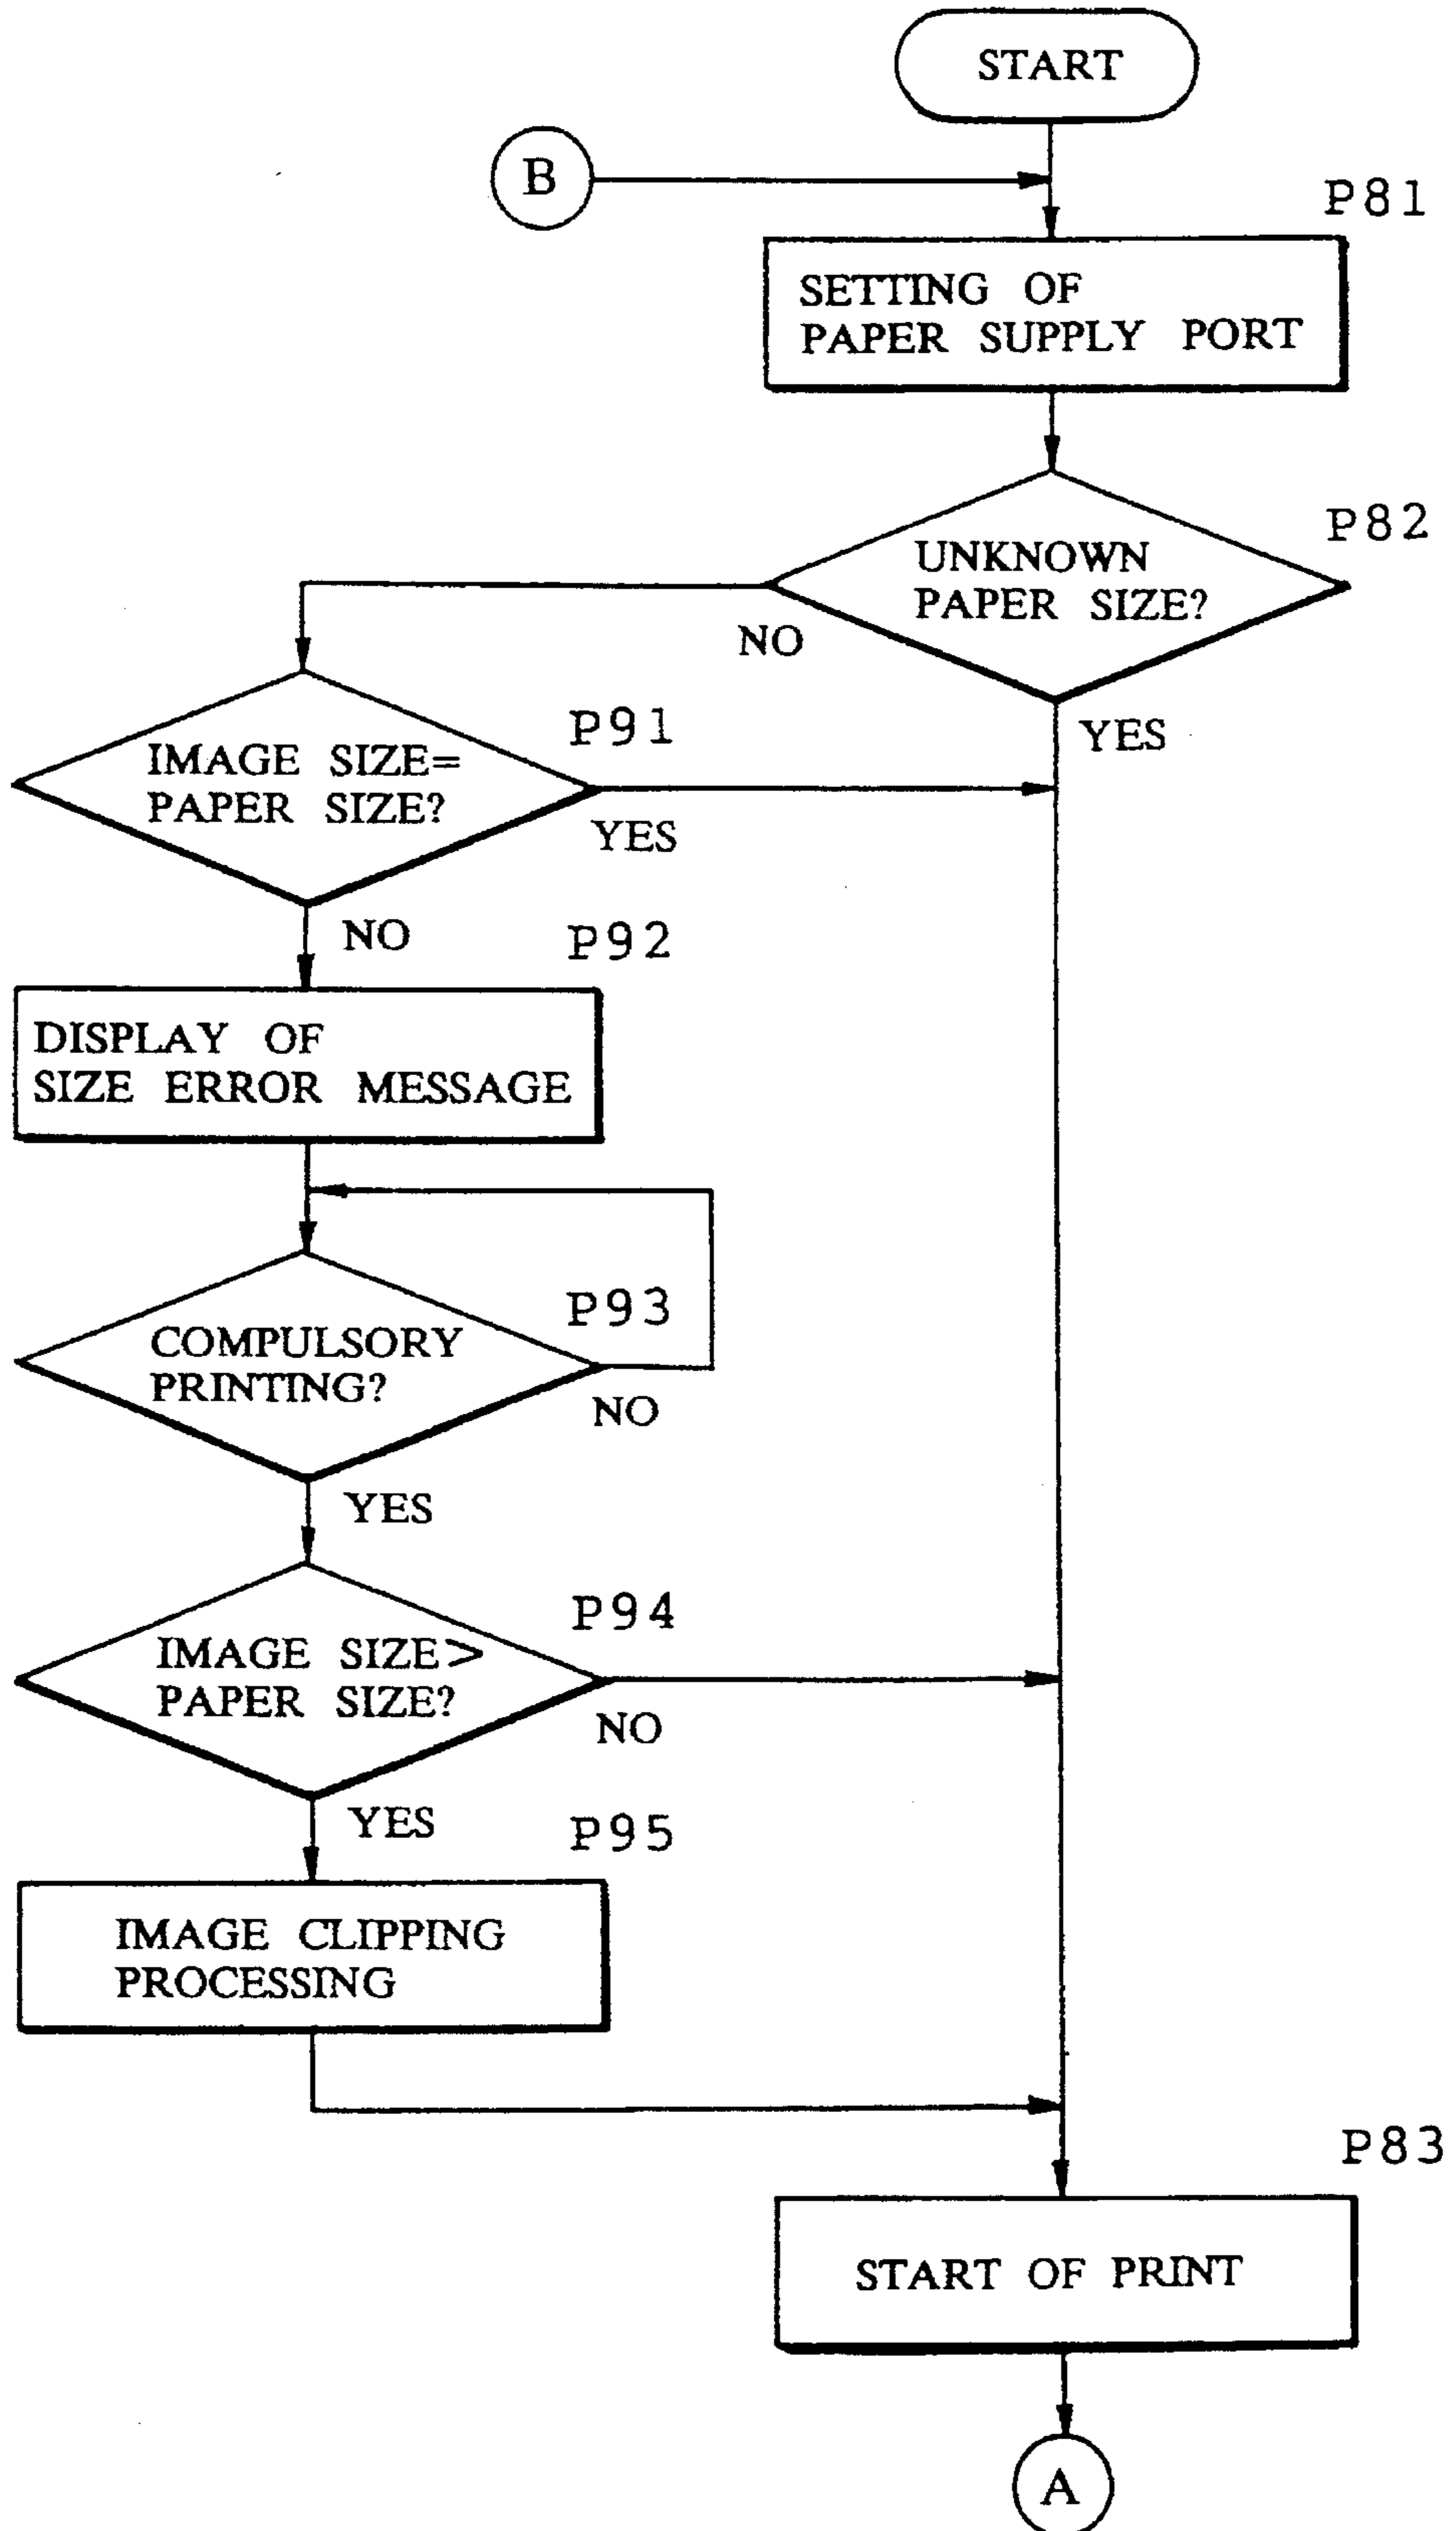 START
B
P81
SETTING OF
PAPER SUPPLY PORT
P82
UNKNOWN
PAPER SIZE?
NO
YES
P91
IMAGE SIZE=
PAPER SIZE?
YES
NO
P92
DISPLAY OF
SIZE ERROR MESSAGE
P93
COMPULSORY
PRINTING?
NO
YES
P94
IMAGE SIZE>
PAPER SIZE?
NO
YES
P95
IMAGE CLIPPING
PROCESSING
P83
START OF PRINT
A